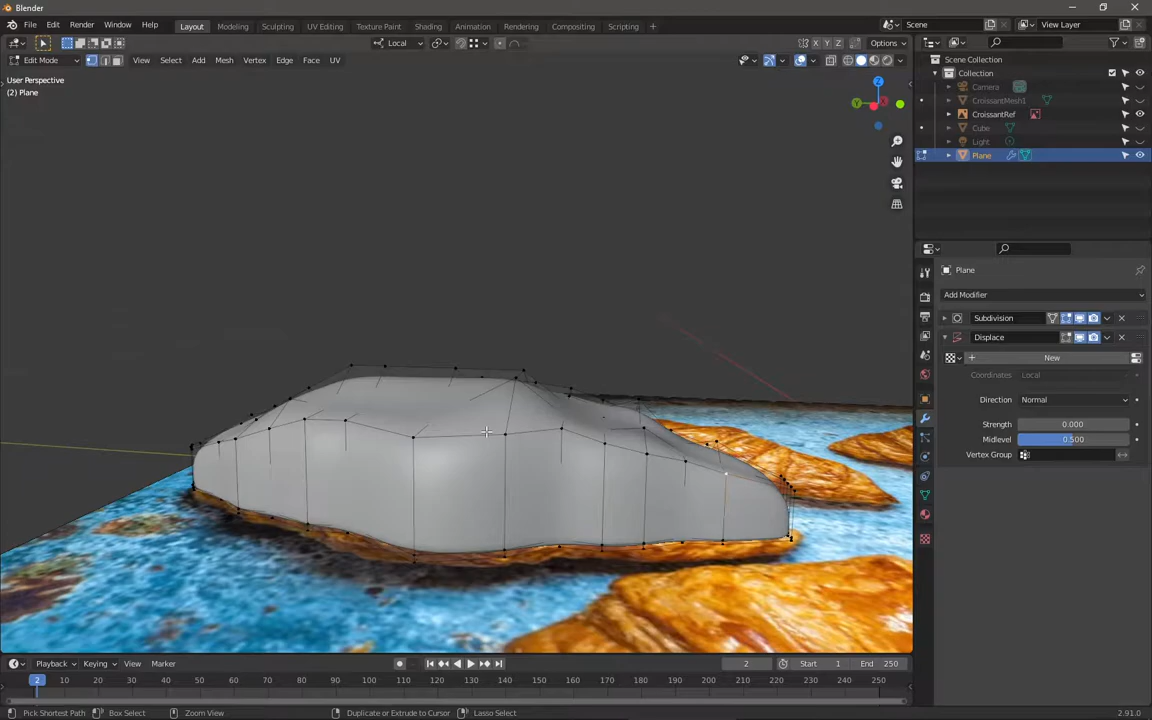 Blender
File Edit Render Window Help Layout Modeling Sculpting UV Editing Texture Paint Shading Animation Rendering Compositing Scripting + Scene View Layer
Local X Y Z Options
Edit Mode View Select Add Mesh Vertex Edge Face UV
User Perspective
(2) Plane
Z
Y
X
Scene Collection
Collection
Camera
CroissantMesh1
CroissantRef
Cube
Light
Plane
Plane
Add Modifier
Subdivision
Displace
New
Coordinates Local
Direction Normal
Strength 0.000
Midlevel 0.500
Vertex Group
Playback Keying View Marker 2 Start 1 End 250
2 10 20 30 40 50 60 70 80 90 100 110 120 130 140 150 160 170 180 190 200 210 220 230 240 250
Pick Shortest Path Box Select Zoom View Duplicate or Extrude to Cursor Lasso Select 2.91.0